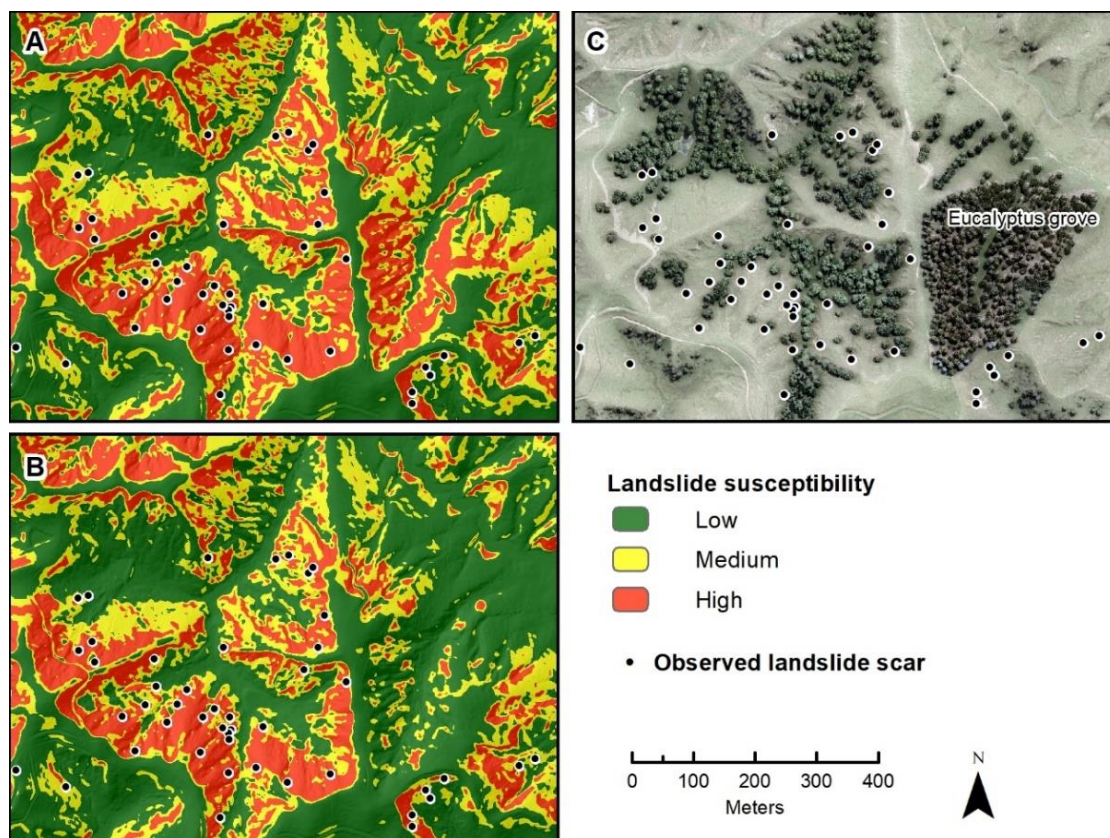 A
C
Eucalyptus grove
B
Landslide susceptibility
Low
Medium
High
Observed landslide scar
0 100 200 300 400
Meters
N